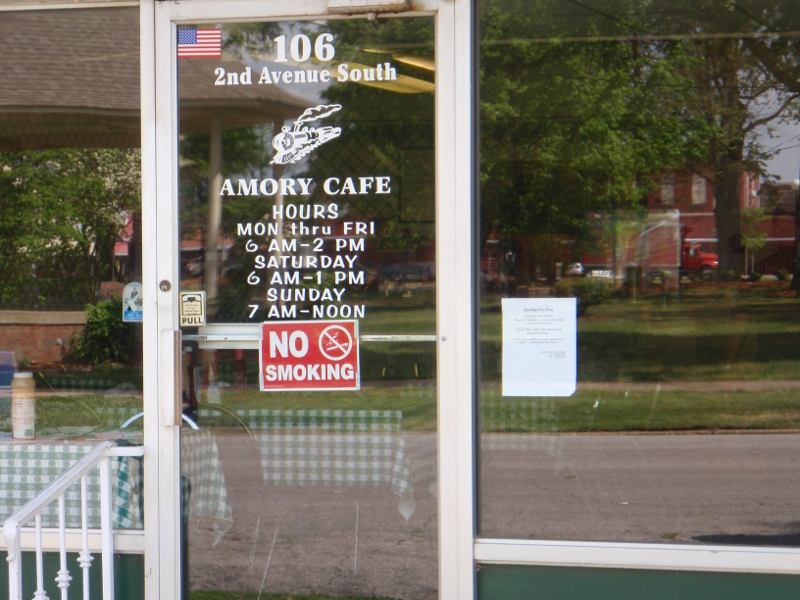 106
2nd Avenue South
AMORY CAFE
HOURS
MON thru FRI
6 AM-2 PM
SATURDAY
6 AM-1 PM
SUNDAY
7 AM-NOON
PULL
NO
SMOKING